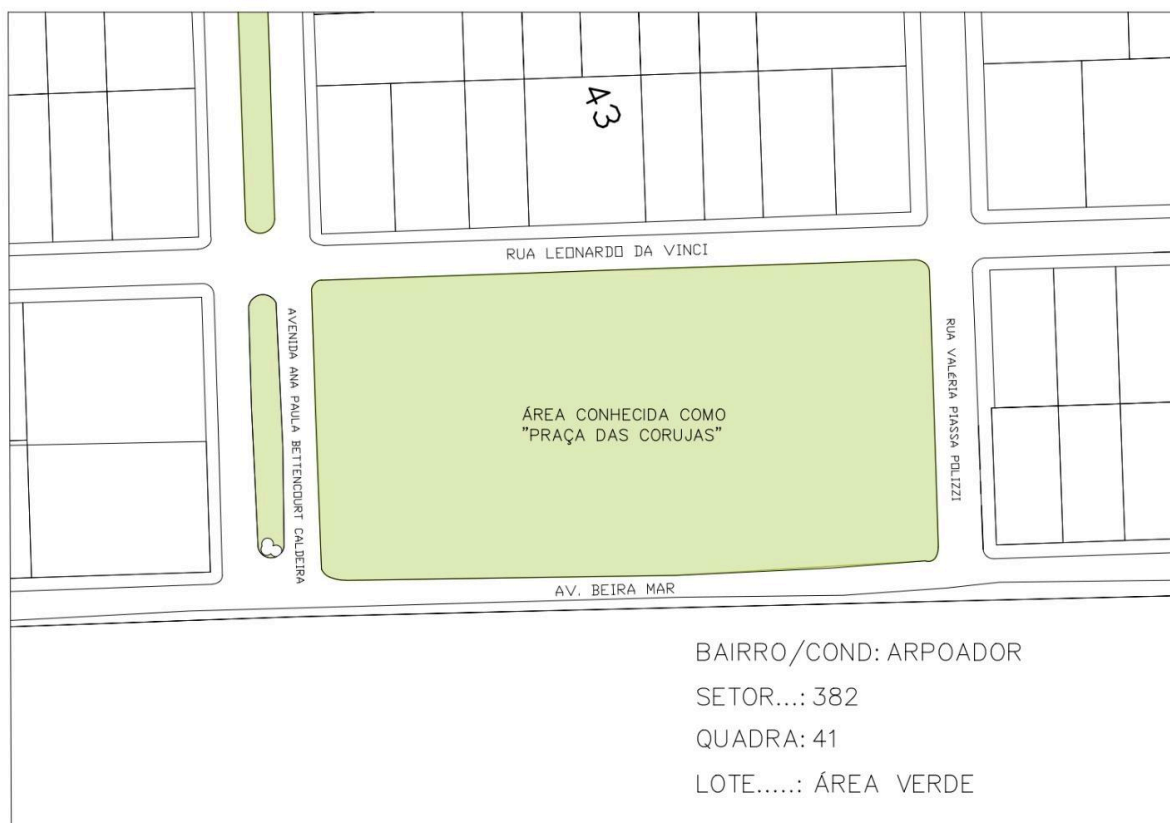 43
RUA LEONARDO DA VINCI
AVENIDA ANA PAULA BETTENCOURT CALDEIRA
ÁREA CONHECIDA COMO
"PRAÇA DAS CORUJAS"
RUA VALÉRIA PIASSA POLIZZI
AV. BEIRA MAR
BAIRRO/COND: ARPOADOR
SETOR...: 382
QUADRA: 41
LOTE.....: ÁREA VERDE